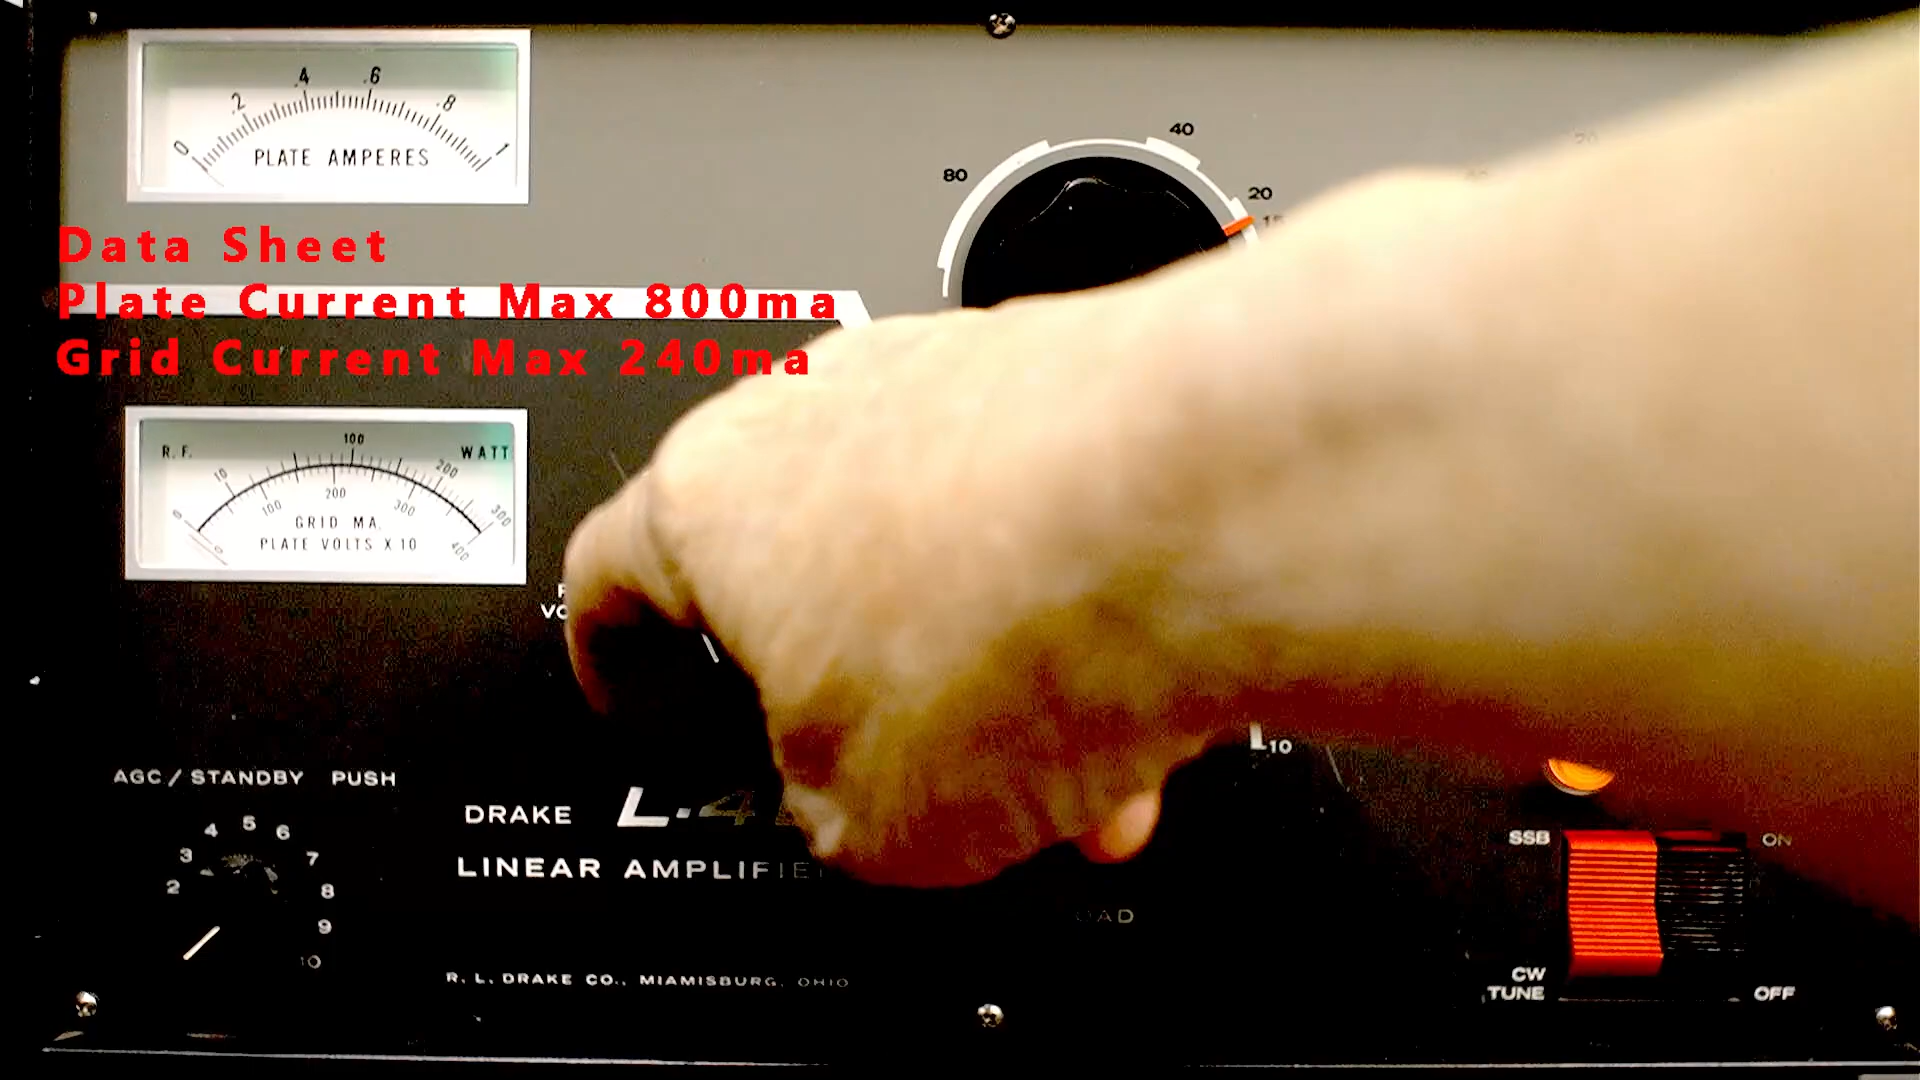 .4 .6
.2 .8
0 1
PLATE AMPERES
40
80
20
Data Sheet
Plate Current Max 800ma
Grid Current Max 240ma
100
R.F. WATT
10 200
200
100 300
0 300
GRID MA.
0 400
PLATE VOLTS X 10
L10
AGC / STANDBY PUSH
5
4 6
3 7
2 8
9
10
DRAKE L-4
LINEAR AMPLIFIE
SSB ON
R. L. DRAKE CO., MIAMISBURG, OHIO
CW
TUNE OFF